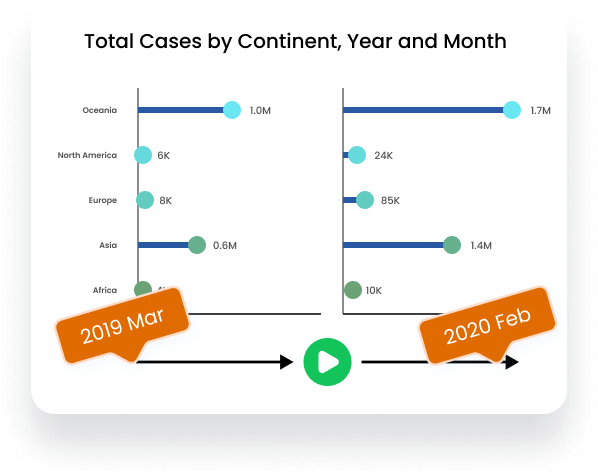 Total Cases by Continent, Year and Month
Oceania 1.0M 1.7M
North America 6K 24K
Europe 8K 85K
Asia 0.6M 1.4M
Africa 10K
2019 Mar 2020 Feb